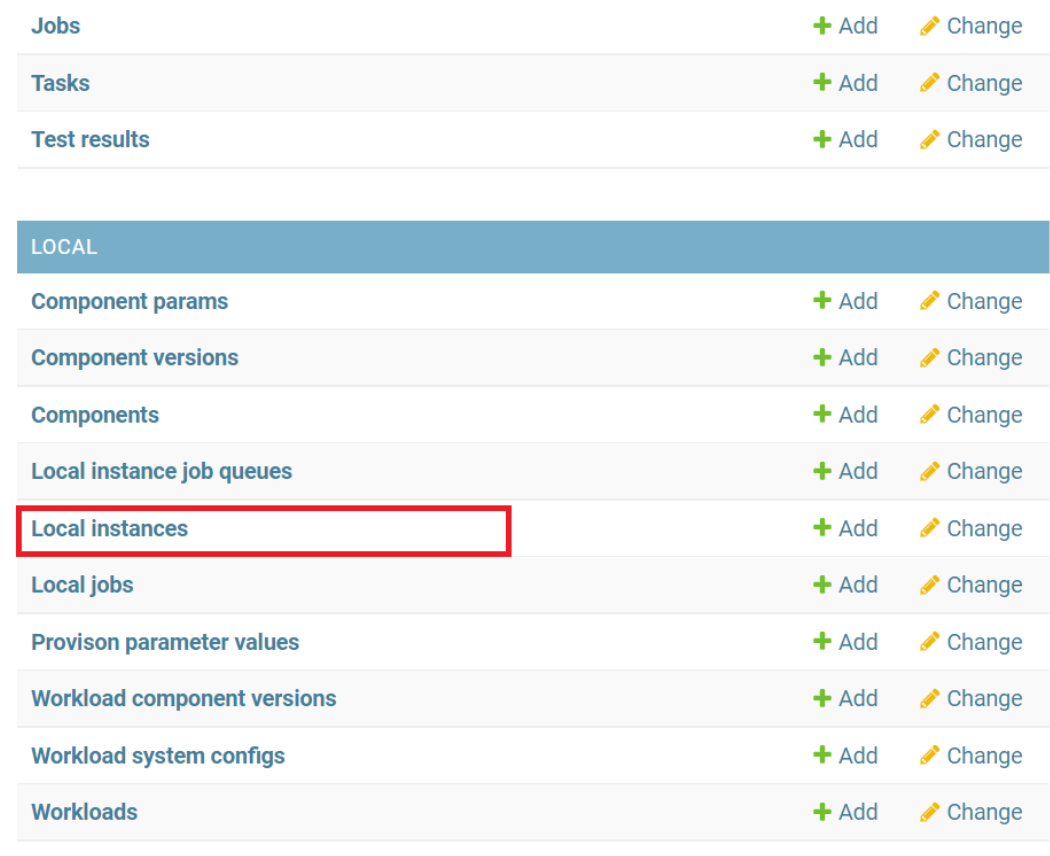 Jobs Add Change
Tasks Add Change
Test results Add Change
LOCAL
Component params Add Change
Component versions Add Change
Components Add Change
Local instance job queues Add Change
Local instances Add Change
Local jobs Add Change
Provison parameter values Add Change
Workload component versions Add Change
Workload system configs Add Change
Workloads Add Change